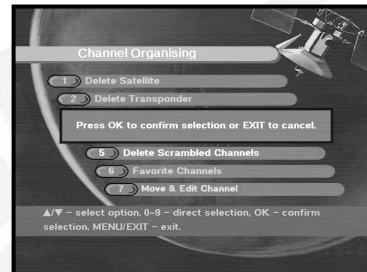 Channel Organising
1 Delete Satellite
2 Delete Transponder
Press OK to confirm selection or EXIT to cancel.
5 Delete Scrambled Channels
6 Favorite Channels
7 Move & Edit Channel
▲/▼ – select option, 0~9 – direct selection, OK – confirm
selection, MENU/EXIT – exit.